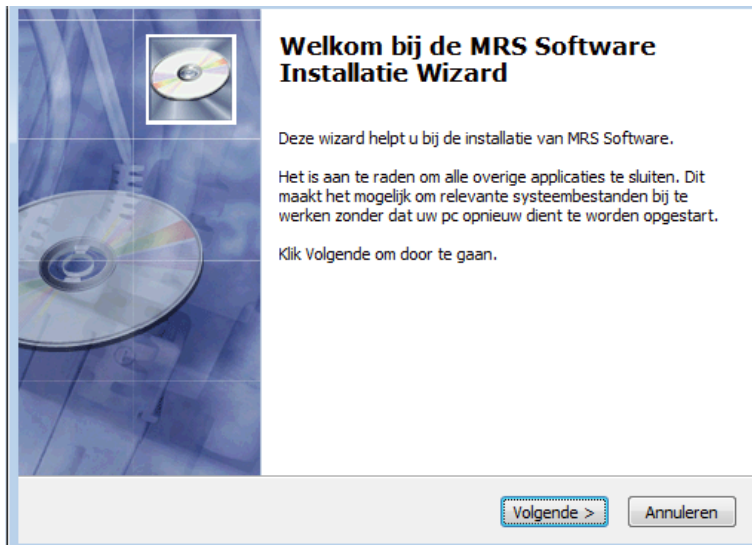 Welkom bij de MRS Software
Installatie Wizard
Deze wizard helpt u bij de installatie van MRS Software.
Het is aan te raden om alle overige applicaties te sluiten. Dit
maakt het mogelijk om relevante systeembestanden bij te
werken zonder dat uw pc opnieuw dient te worden opgestart.
Klik Volgende om door te gaan.
Volgende >
Annuleren